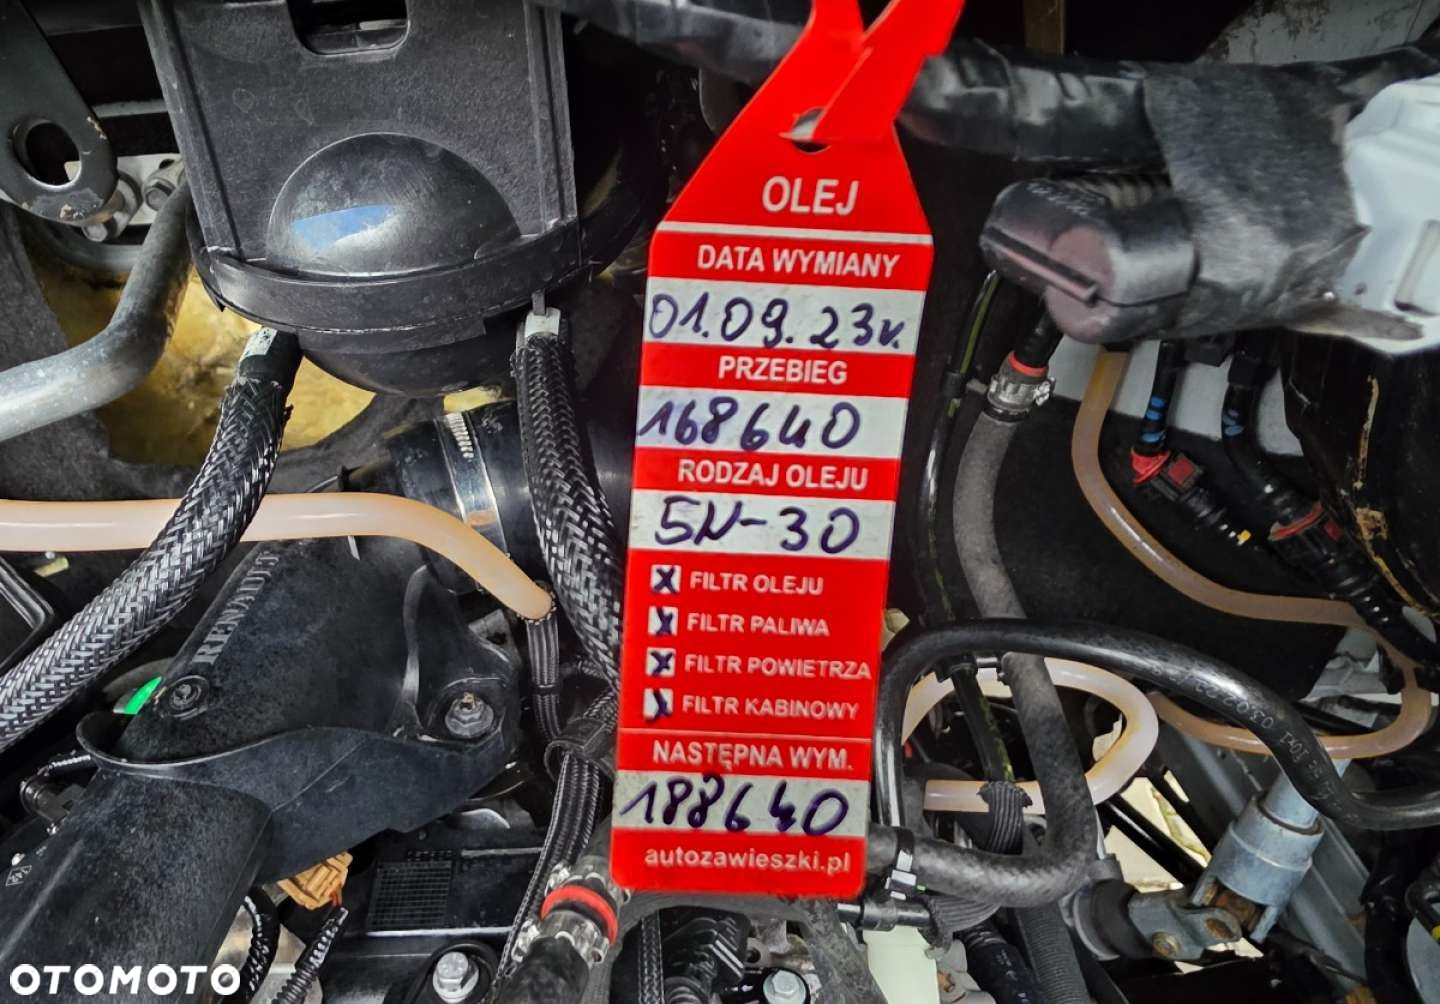 OLEJ
DATA WYMIANY
01.09.23r.
PRZEBIEG
168640
RODZAJ OLEJU
5W-30
X FILTR OLEJU
X FILTR PALIWA
X FILTR POWIETRZA
X FILTR KABINOWY
NASTĘPNA WYM.
188640
autozawieszki.pl
RENAULT
OTOMOTO